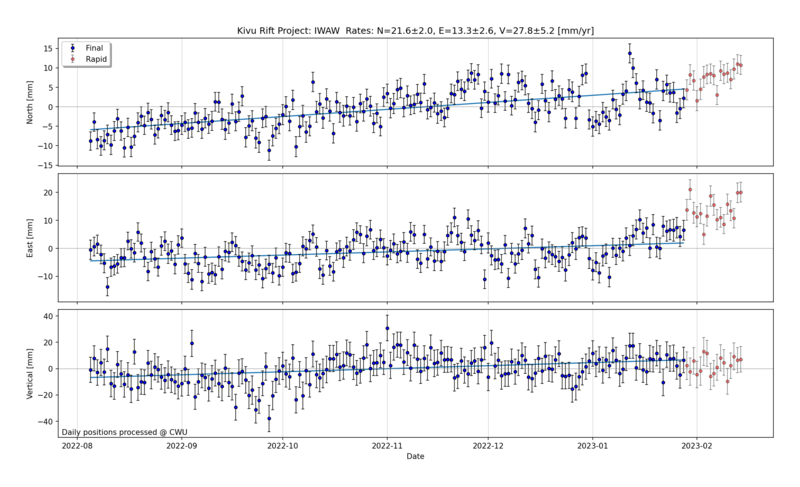 Kivu Rift Project: IWAW  Rates: N=21.6±2.0, E=13.3±2.6, V=27.8±5.2 [mm/yr]
Final
Rapid
North [mm]
15
10
5
0
−5
−10
−15
East [mm]
20
10
0
−10
Vertical [mm]
40
20
0
−20
−40
Daily positions processed @ CWU
2022-08 2022-09 2022-10 2022-11 2022-12 2023-01 2023-02
Date